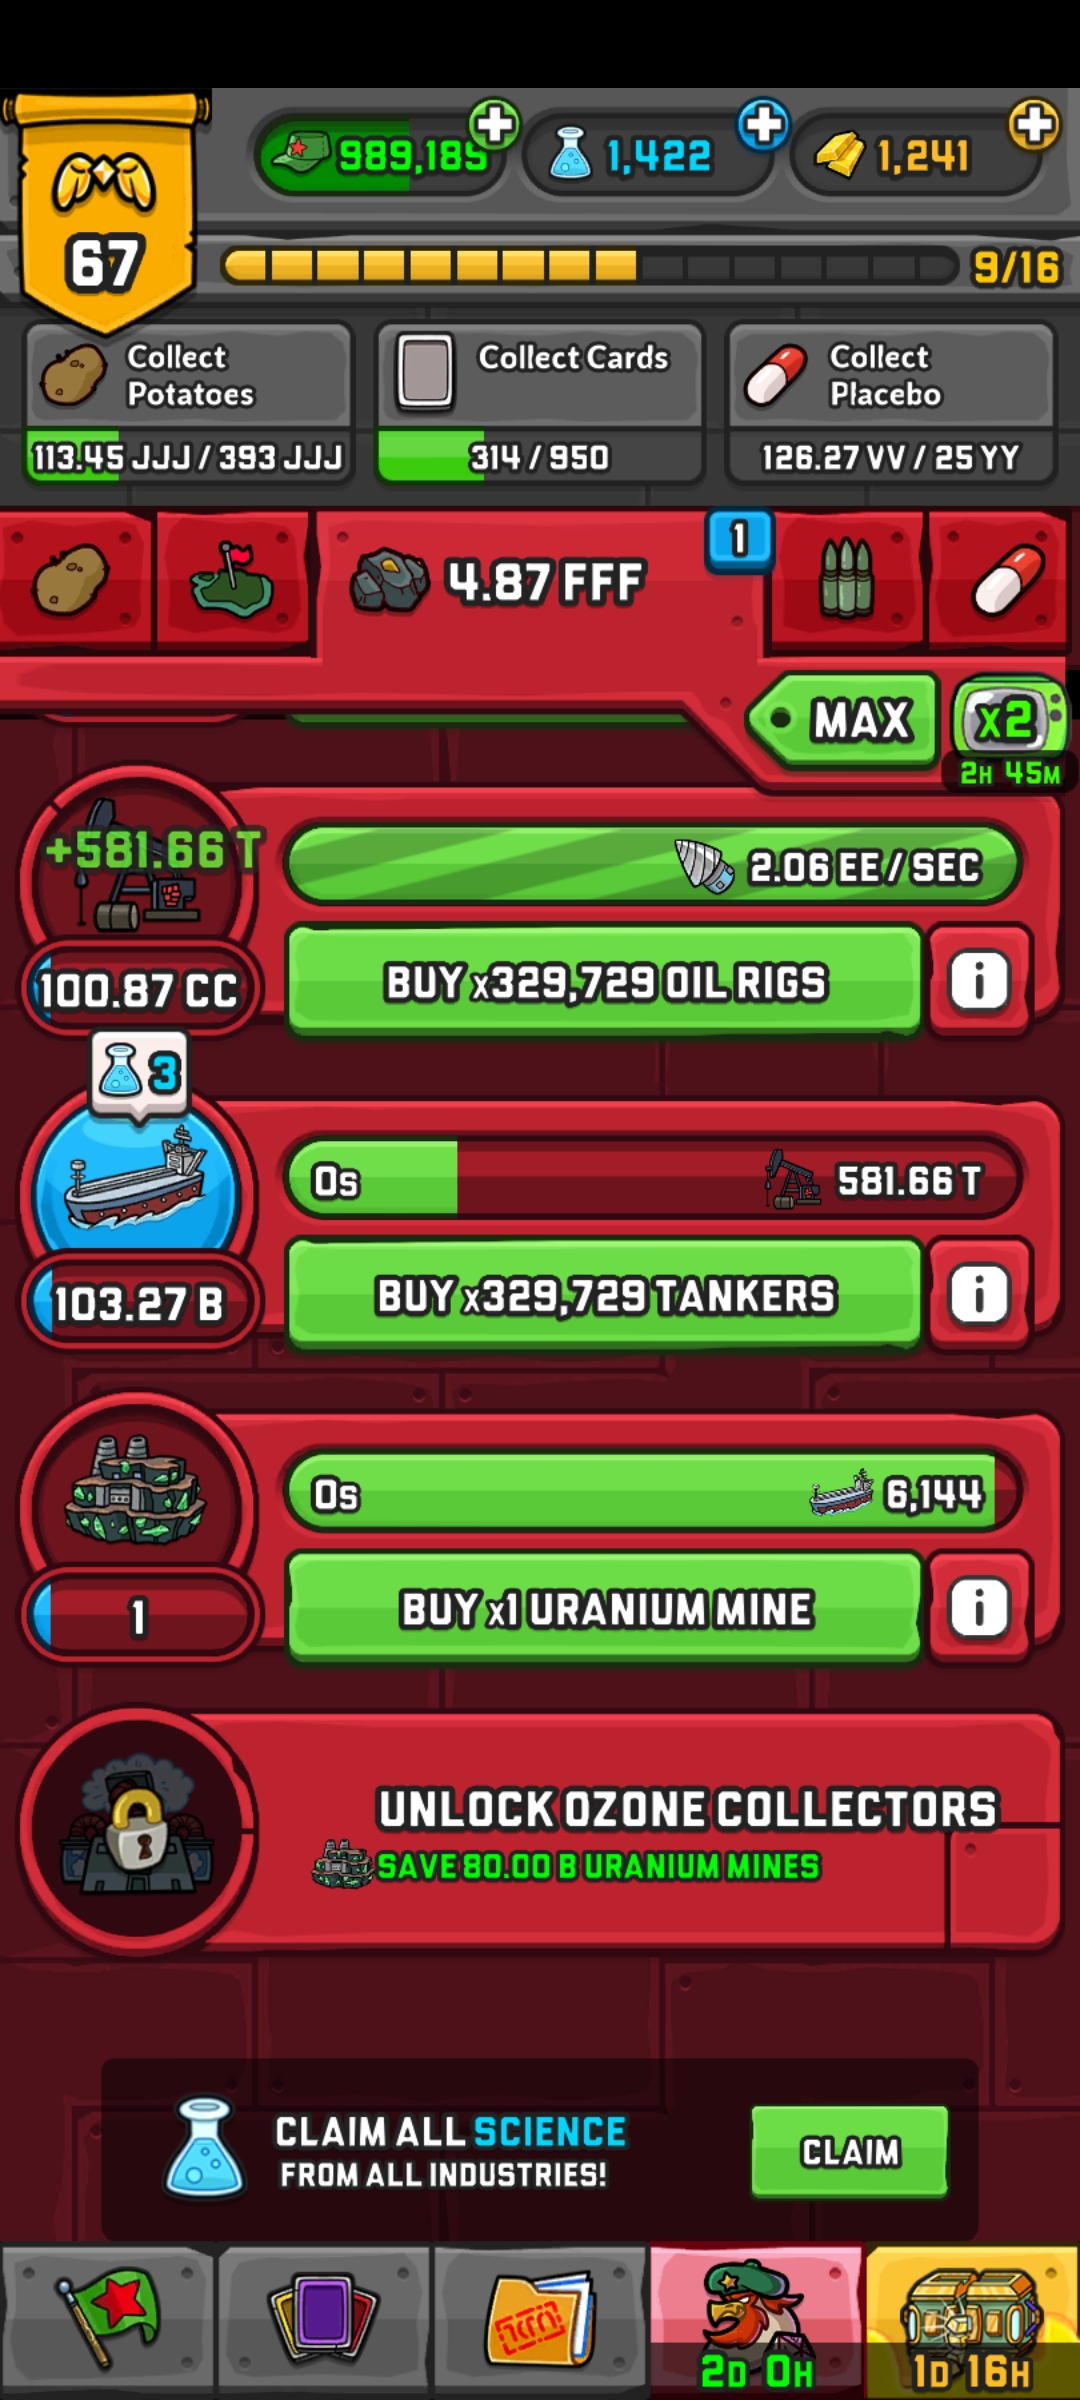 67
989,185
1,422
1,241
9/16
Collect
Potatoes
113.45 JJJ / 393 JJJ
Collect Cards
314 / 950
Collect
Placebo
126.27 VV / 25 YY
4.87 FFF
1
MAX
x2
2H 45M
+581.66 T
2.06 EE / SEC
100.87 CC
BUY x329,729 OIL RIGS
i
3
0s
581.66 T
103.27 B
BUY x329,729 TANKERS
i
0s
6,144
1
BUY x1 URANIUM MINE
i
UNLOCK OZONE COLLECTORS
SAVE 80.00 B URANIUM MINES
CLAIM ALL SCIENCE
FROM ALL INDUSTRIES!
CLAIM
2D 0H
1D 16H